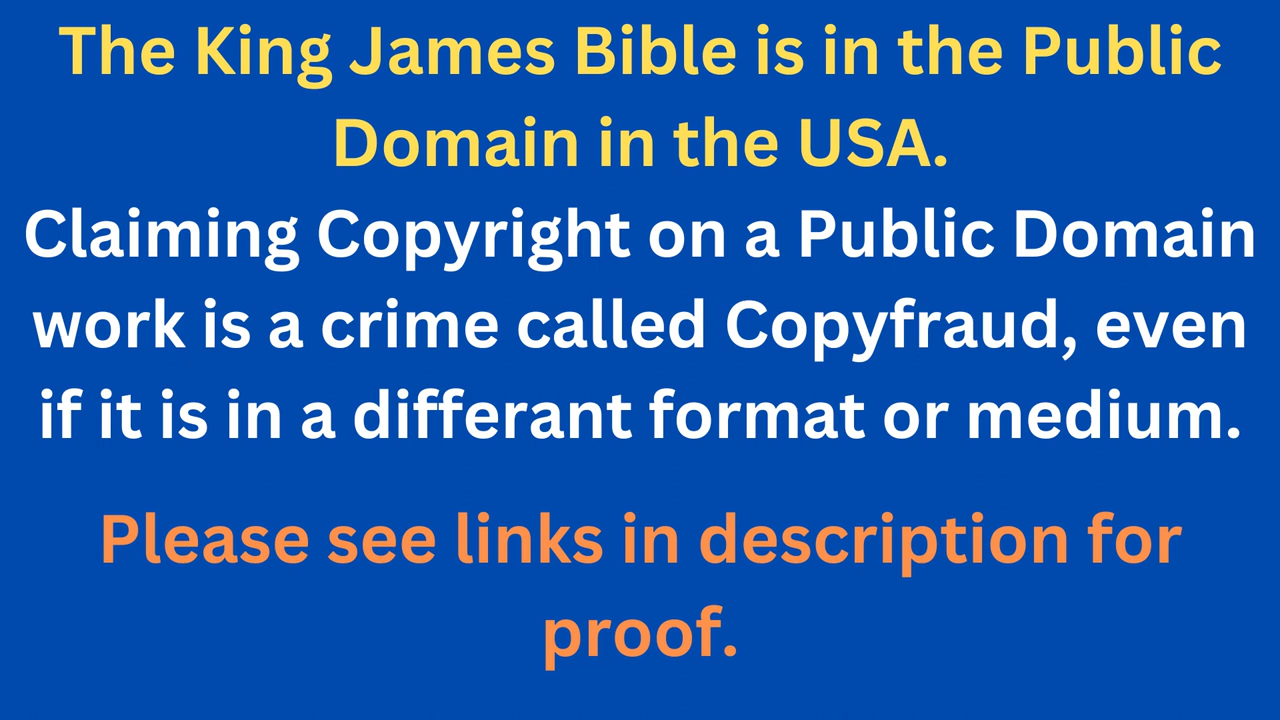 The King James Bible is in the Public
Domain in the USA.
Claiming Copyright on a Public Domain
work is a crime called Copyfraud, even
if it is in a differant format or medium.
Please see links in description for
proof.